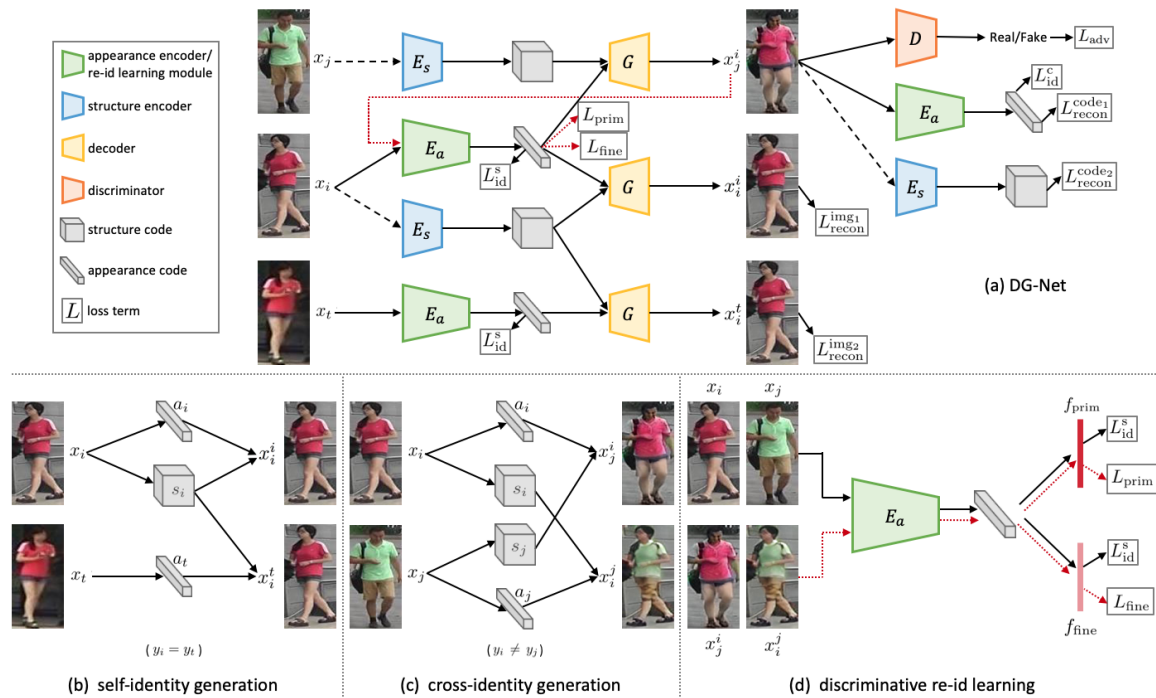 appearance encoder/
re-id learning module
structure encoder
decoder
discriminator
structure code
appearance code
L loss term
x_j E_s G x_j^i
D Real/Fake L_adv
L_id^c
E_a L_recon^{code_1}
L_prim
E_a L_fine
L_id^s
x_i G x_i^i
E_s L_recon^{code_2}
E_s
L_recon^{img_1}
(a) DG-Net
x_t E_a G x_i^t
L_id^s
L_recon^{img_2}
a_i
x_i x_i^i
s_i
x_t a_t x_i^t
( y_i = y_t )
(b) self-identity generation
a_i
x_i x_j^i
s_i
s_j
x_j x_i^j
a_j
( y_i ≠ y_j )
(c) cross-identity generation
x_i x_j
f_prim
L_id^s
L_prim
E_a
L_id^s
L_fine
f_fine
x_j^i x_i^j
(d) discriminative re-id learning